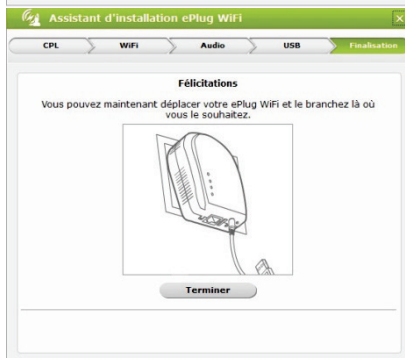 Assistant d'installation ePlug WiFi
CPL
WiFi
Audio
USB
Finalisation
Félicitations
Vous pouvez maintenant déplacer votre ePlug WiFi et le branchez là où
vous le souhaitez.
Terminer